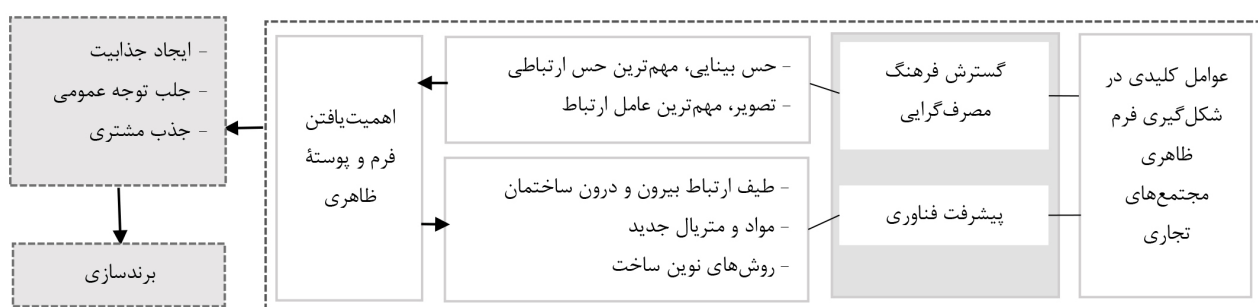 عوامل کلیدی در
شکل‌گیری فرم
ظاهری
مجتمع‌های
تجاری
گسترش فرهنگ
مصرف‌گرایی
پیشرفت فناوری
- حس بینایی، مهم‌ترین حس ارتباطی
- تصویر، مهم‌ترین عامل ارتباط
- طیف ارتباط بیرون و درون ساختمان
- مواد و متریال جدید
- روش‌های نوین ساخت
اهمیت‌یافتن
فرم و پوستۀ
ظاهری
- ایجاد جذابیت
- جلب توجه عمومی
- جذب مشتری
برندسازی